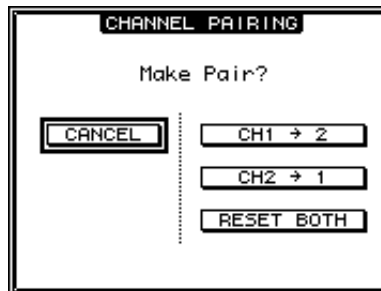 CHANNEL PAIRING
Make Pair?
CANCEL
CH1 → 2
CH2 → 1
RESET BOTH